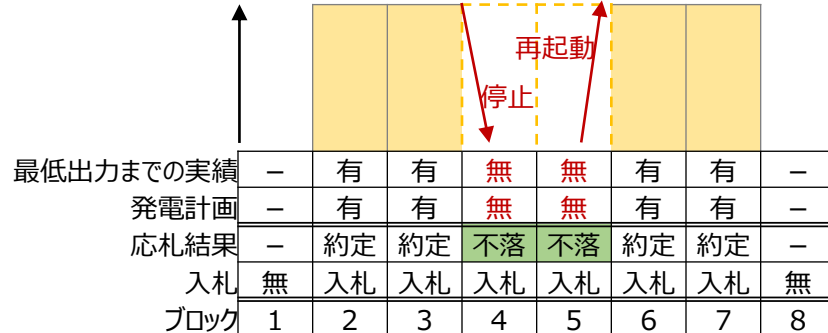 再起動
停止
最低出力までの実績 － 有 有 無 無 有 有 －
発電計画 － 有 有 無 無 有 有 －
応札結果 － 約定 約定 不落 不落 約定 約定 －
入札 無 入札 入札 入札 入札 入札 入札 無
ブロック 1 2 3 4 5 6 7 8